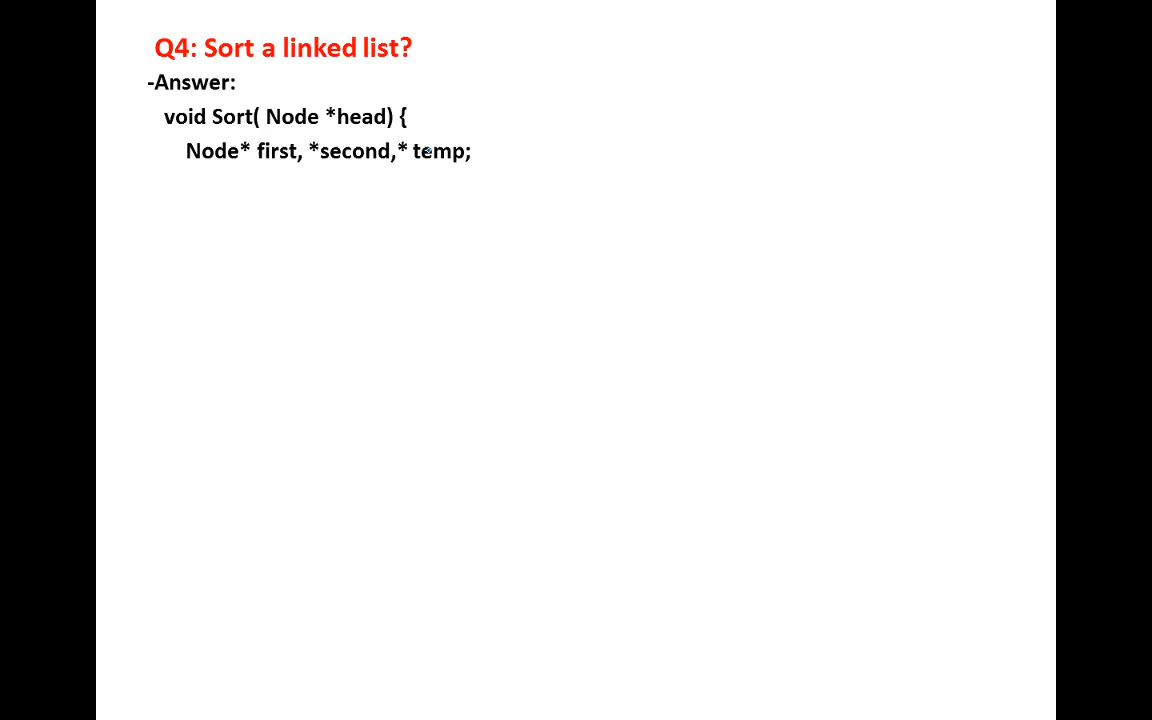 Q4: Sort a linked list?
-Answer:
void Sort( Node *head) {
Node* first, *second,* temp;